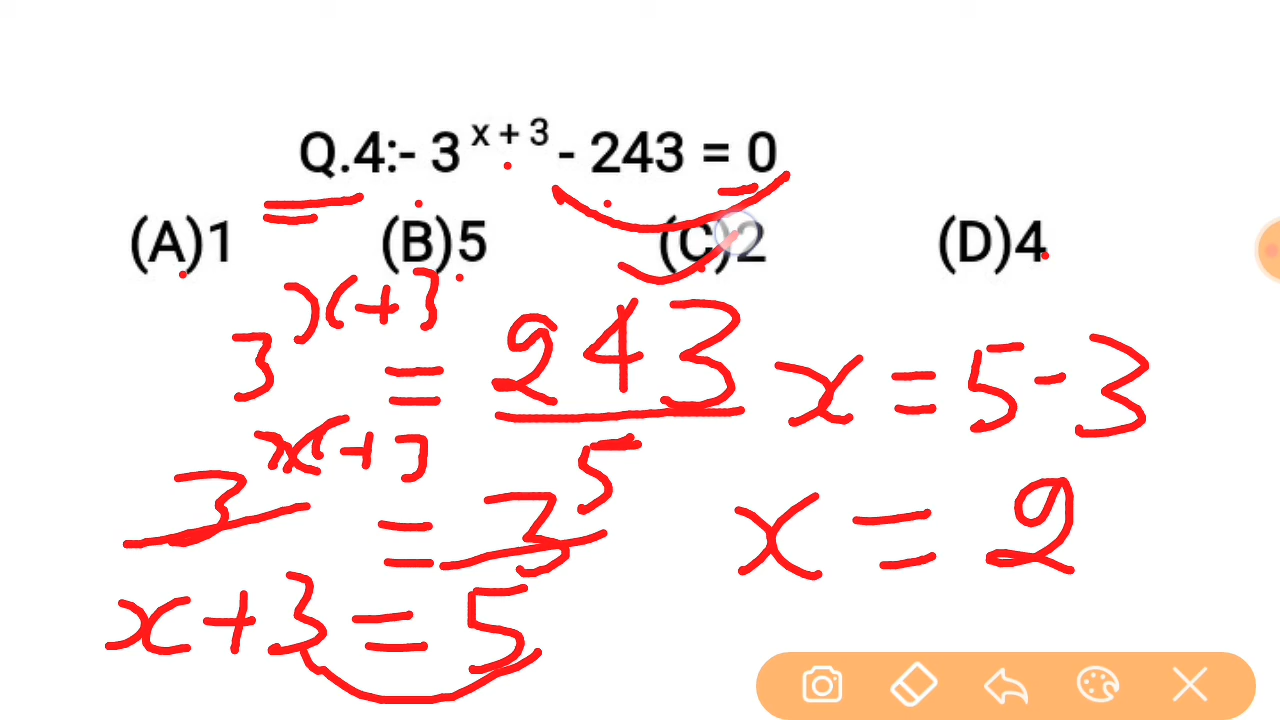 Q.4:- 3^x + 3 - 243 = 0
(A)1 (B)5 (C)2 (D)4
3^x+3 = 243
3^x+3 = 3^5
x+3 = 5
x = 5-3
x = 2